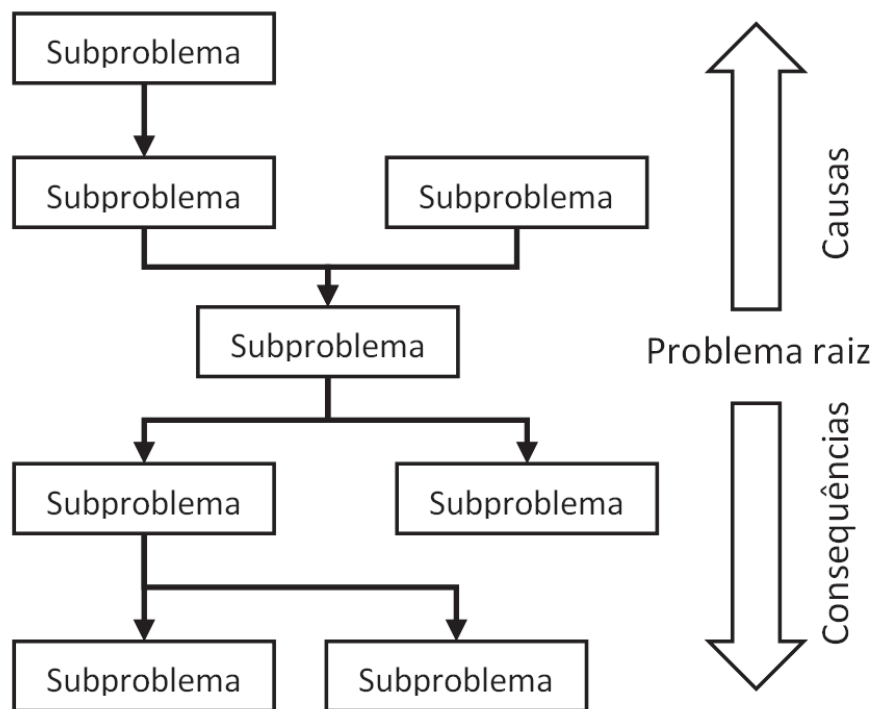 Subproblema
Subproblema
Subproblema
Subproblema
Subproblema
Subproblema
Subproblema
Subproblema
Causas
Problema raiz
Consequências